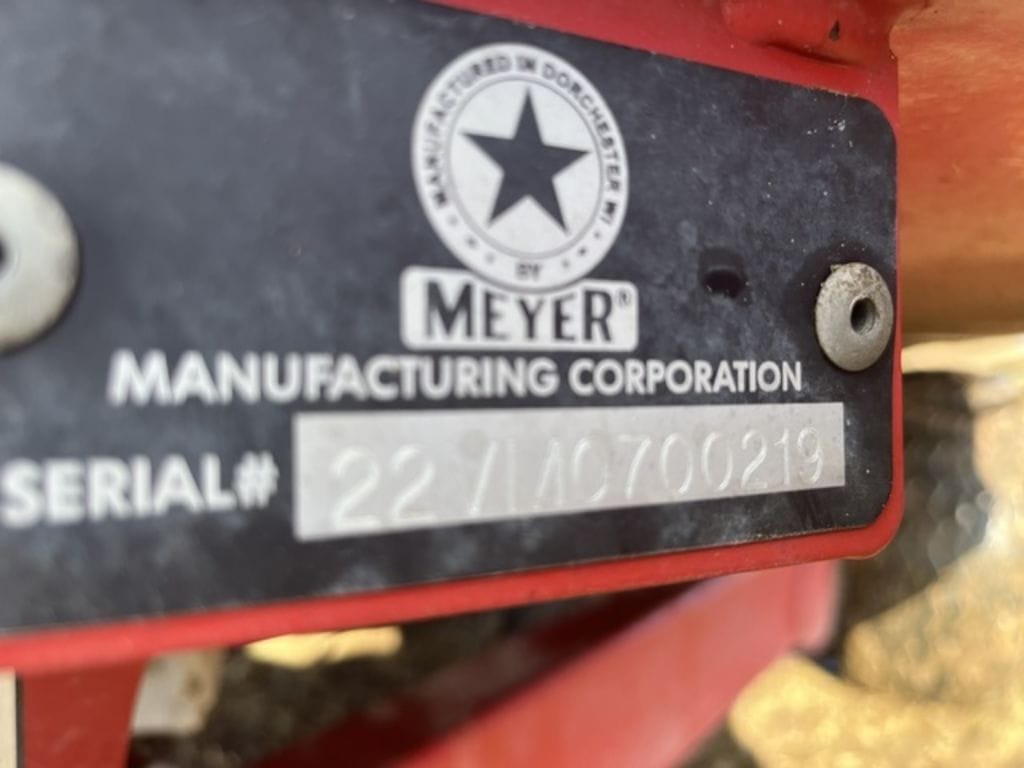 MANUFACTURED IN DORCHESTER WI
BY
MEYER®
MANUFACTURING CORPORATION
SERIAL#